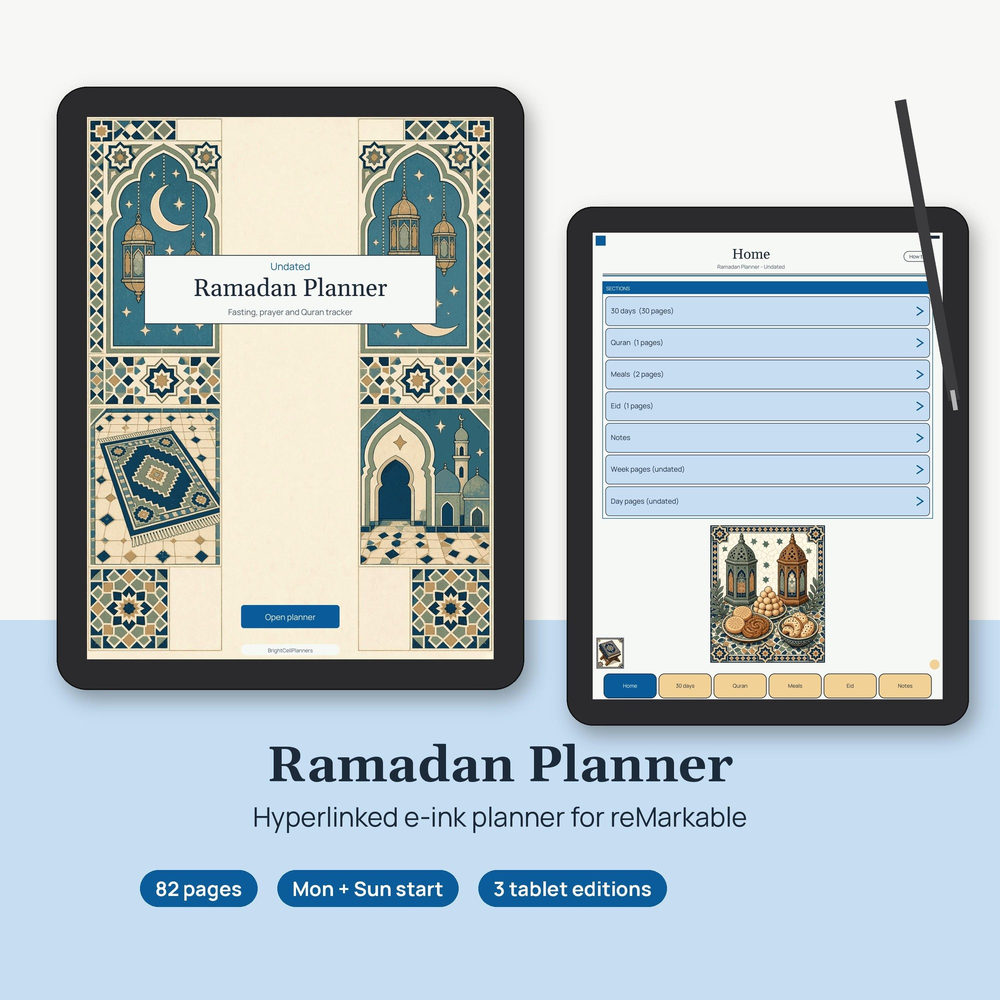 Undated
Ramadan Planner
Fasting, prayer and Quran tracker
Open planner
BrightCellPlanners
Home
Ramadan Planner - Undated
SECTIONS
30 days (30 pages)
Quran (1 pages)
Meals (2 pages)
Eid (1 pages)
Notes
Week pages (undated)
Day pages (undated)
Home
30 days
Quran
Meals
Eid
Notes
Ramadan Planner
Hyperlinked e-ink planner for reMarkable
82 pages
Mon + Sun start
3 tablet editions